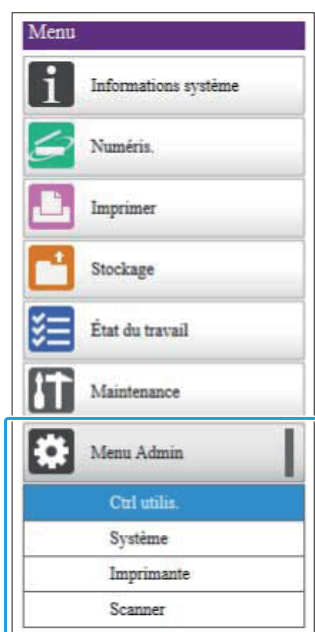 Menu
Informations système
Numéris.
Imprimer
Stockage
État du travail
Maintenance
Menu Admin
Ctrl utilis.
Système
Imprimante
Scanner